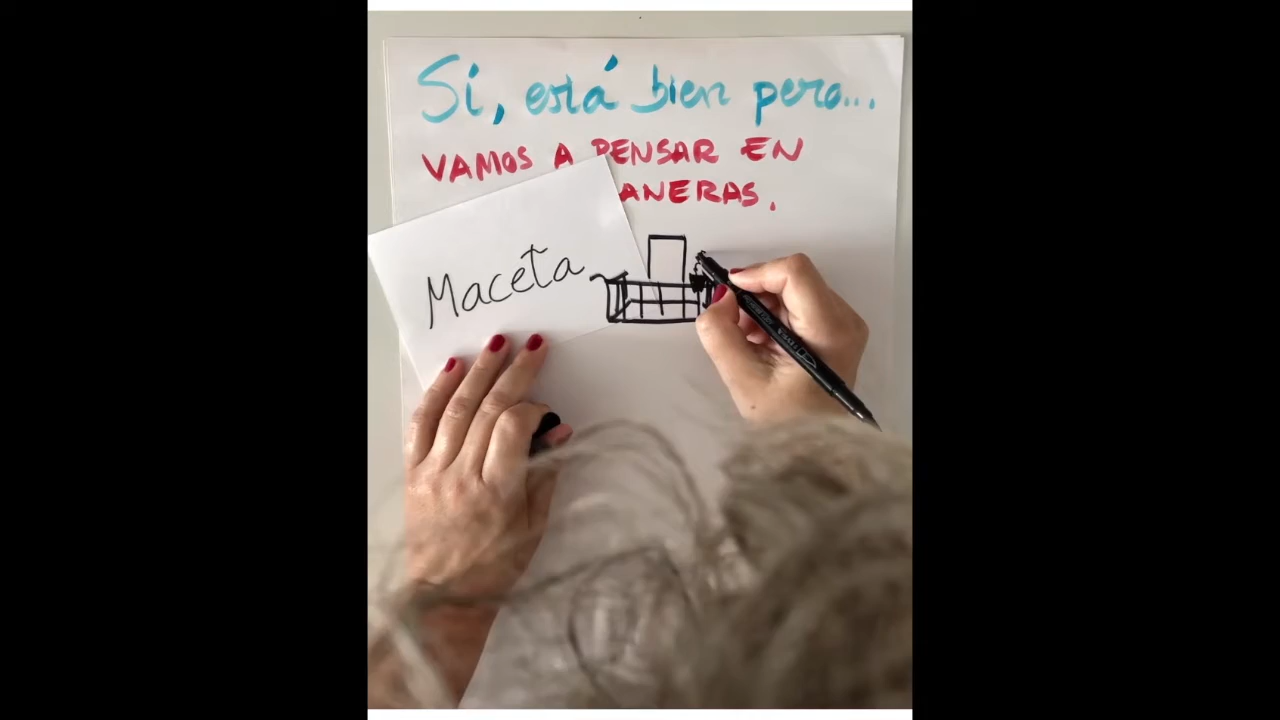 Sí, está bien pero...
VAMOS A PENSAR EN
ANERAS.
Maceta